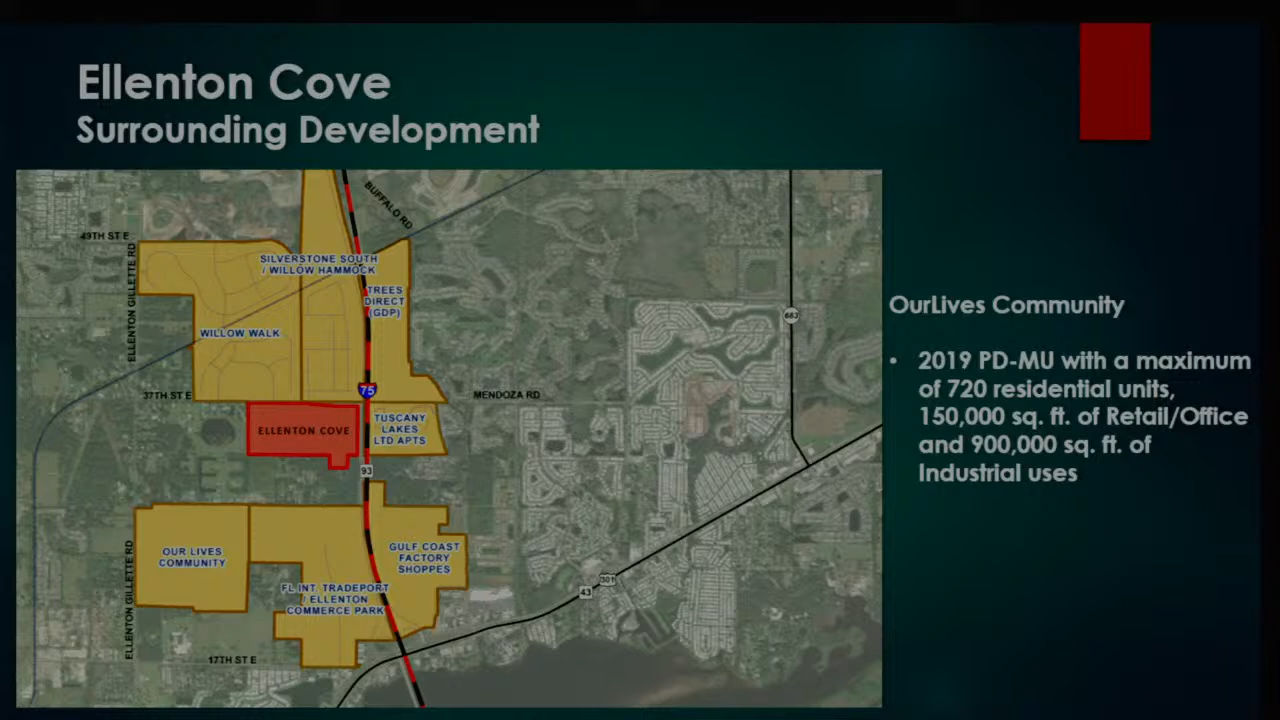 Ellenton Cove
Surrounding Development
BUFFALO RD
49TH ST E
ELLENTON GILLETTE RD
SILVERSTONE SOUTH
/ WILLOW HAMMOCK
TREES
DIRECT
(GDP)
WILLOW WALK
683
75
37TH ST E
MENDOZA RD
ELLENTON COVE
TUSCANY
LAKES
LTD APTS
93
OUR LIVES
COMMUNITY
GULF COAST
FACTORY
SHOPPES
ELLENTON GILLETTE RD
FL INT. TRADEPORT
/ ELLENTON
COMMERCE PARK
301
43
17TH ST E
OurLives Community
• 2019 PD-MU with a maximum
of 720 residential units,
150,000 sq. ft. of Retail/Office
and 900,000 sq. ft. of
Industrial uses